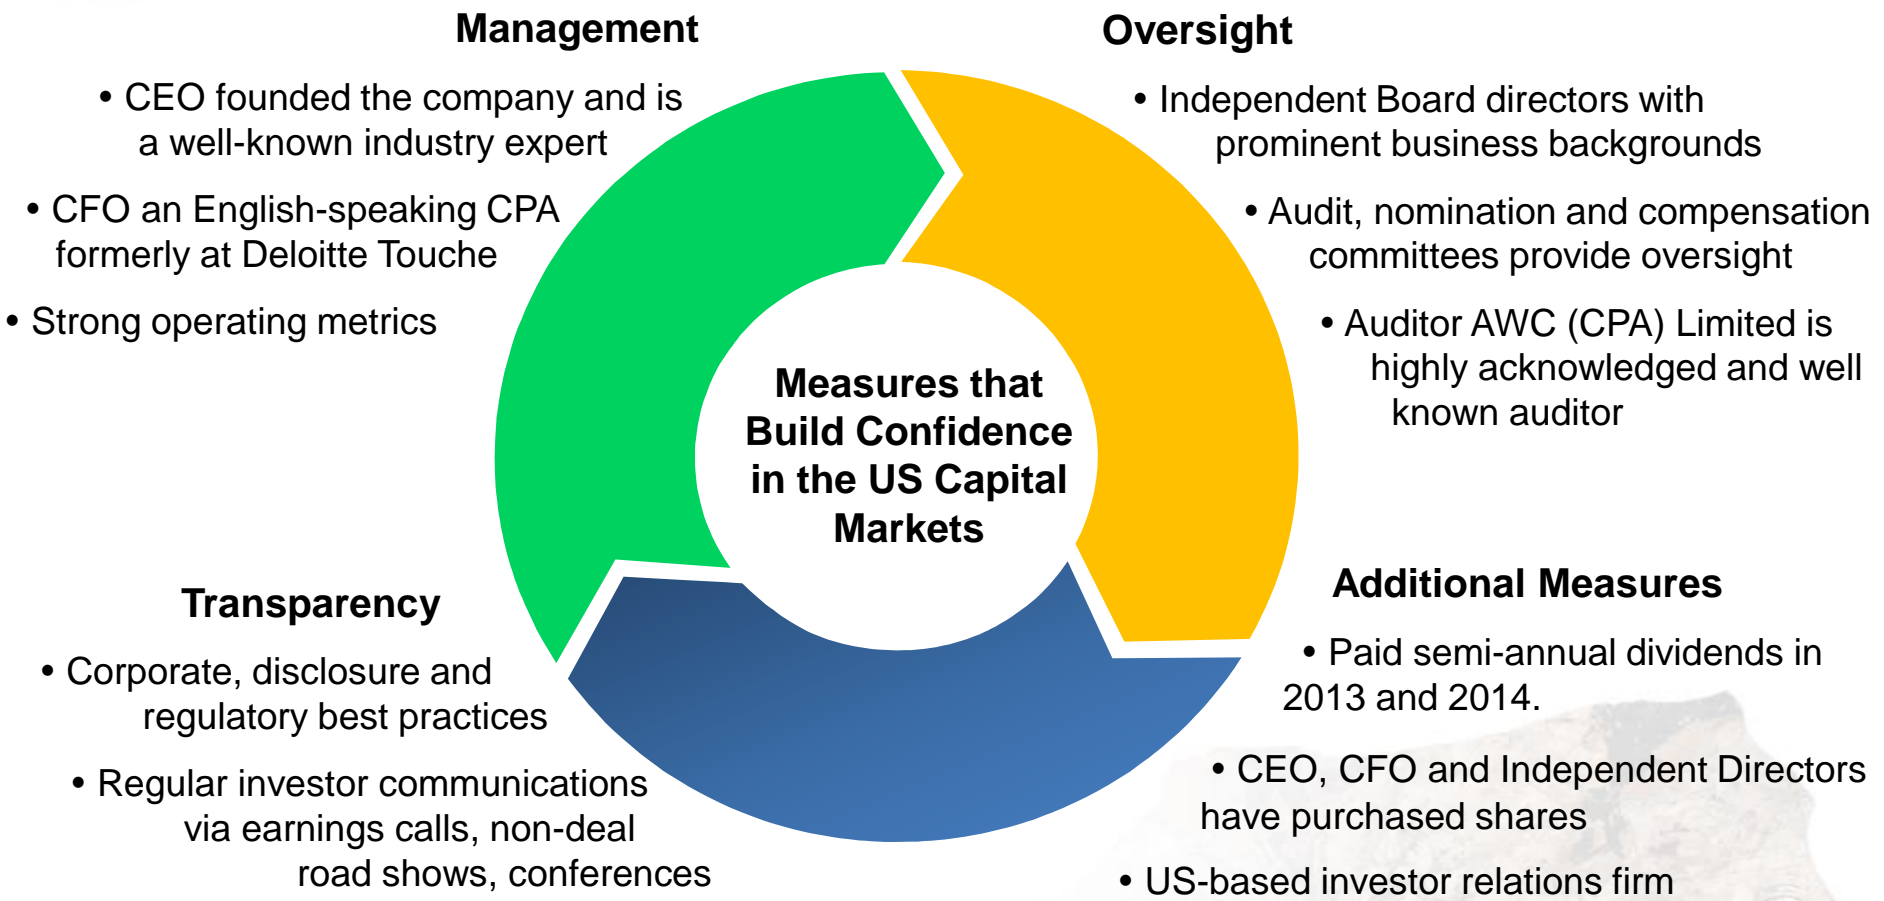 Management
• CEO founded the company and is
a well-known industry expert
• CFO an English-speaking CPA
formerly at Deloitte Touche
• Strong operating metrics
Oversight
• Independent Board directors with
prominent business backgrounds
• Audit, nomination and compensation
committees provide oversight
• Auditor AWC (CPA) Limited is
highly acknowledged and well
known auditor
Measures that
Build Confidence
in the US Capital
Markets
Transparency
• Corporate, disclosure and
regulatory best practices
• Regular investor communications
via earnings calls, non-deal
road shows, conferences
Additional Measures
• Paid semi-annual dividends in
2013 and 2014.
• CEO, CFO and Independent Directors
have purchased shares
• US-based investor relations firm